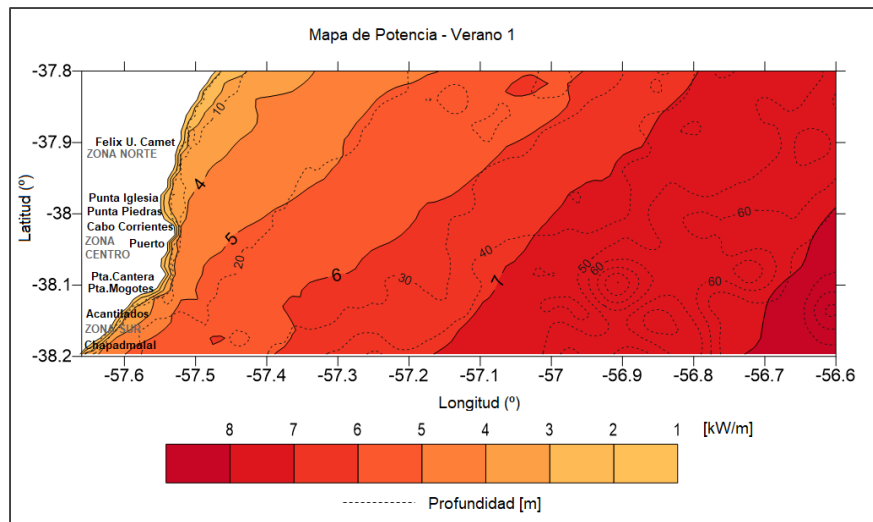 Mapa de Potencia - Verano 1
-37.8
-37.9
-38
-38.1
-38.2
Latitud (º)
Felix U. Camet
ZONA NORTE
Punta Iglesia
Punta Piedras
Cabo Corrientes
ZONA Puerto
CENTRO
Pta.Cantera
Pta.Mogotes
Acantilados
ZONA SUR
Chapadmalal
10
4
5
20
6
30
40
7
50
60
60
60
-57.6 -57.5 -57.4 -57.3 -57.2 -57.1 -57 -56.9 -56.8 -56.7 -56.6
Longitud (º)
8 7 6 5 4 3 2 1 [kW/m]
Profundidad [m]